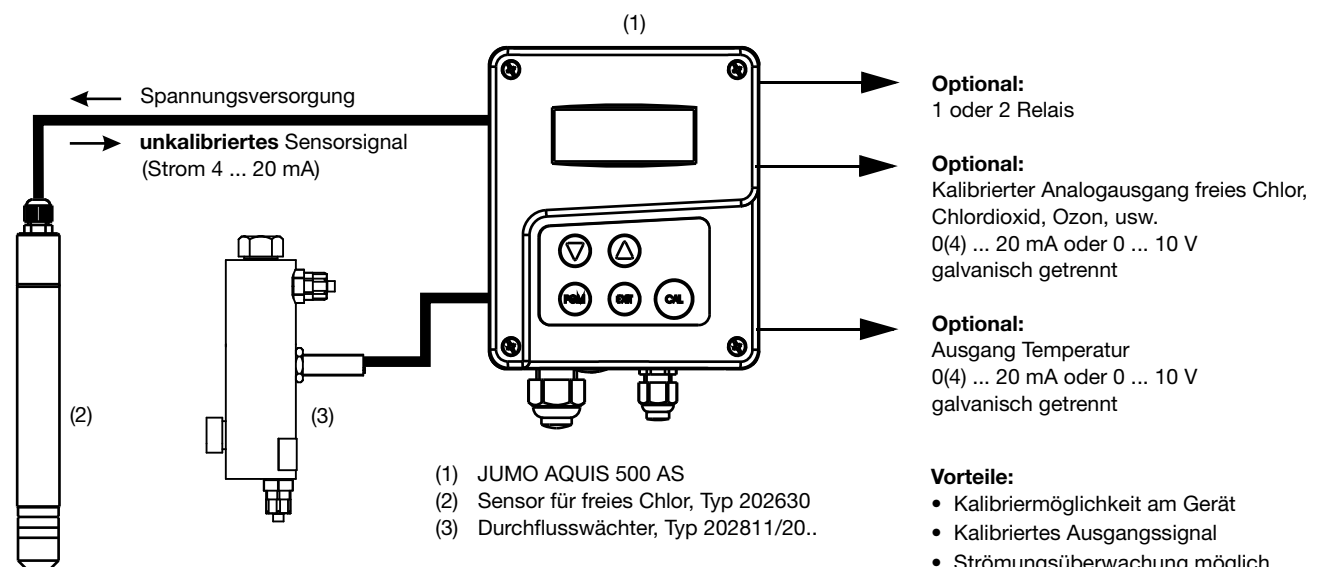 (1)
Spannungsversorgung
unkalibriertes Sensorsignal
(Strom 4 ... 20 mA)
PGM
EXIT
CAL
(2)
(3)
Optional:
1 oder 2 Relais
Optional:
Kalibrierter Analogausgang freies Chlor,
Chlordioxid, Ozon, usw.
0(4) ... 20 mA oder 0 ... 10 V
galvanisch getrennt
Optional:
Ausgang Temperatur
0(4) ... 20 mA oder 0 ... 10 V
galvanisch getrennt
(1) JUMO AQUIS 500 AS
(2) Sensor für freies Chlor, Typ 202630
(3) Durchflusswächter, Typ 202811/20..
Vorteile:
• Kalibriermöglichkeit am Gerät
• Kalibriertes Ausgangssignal
• Strömungsüberwachung möglich